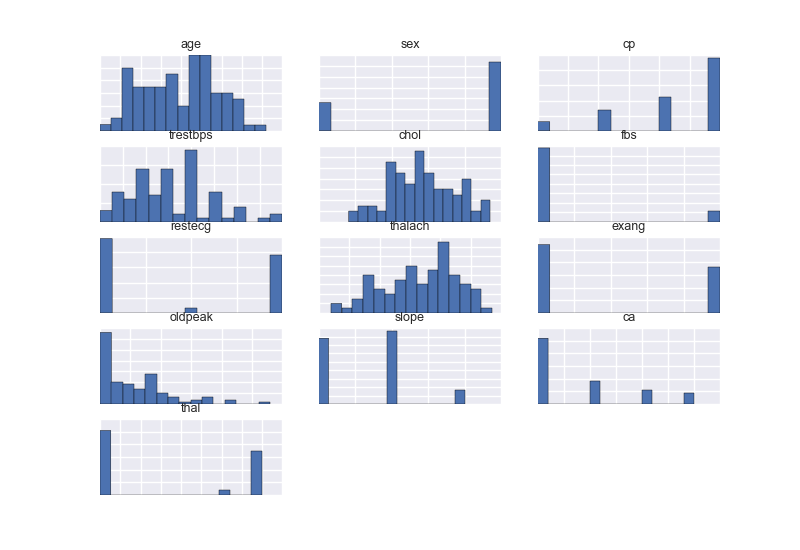 age
sex
cp
trestbps
chol
fbs
restecg
thalach
exang
oldpeak
slope
ca
thal